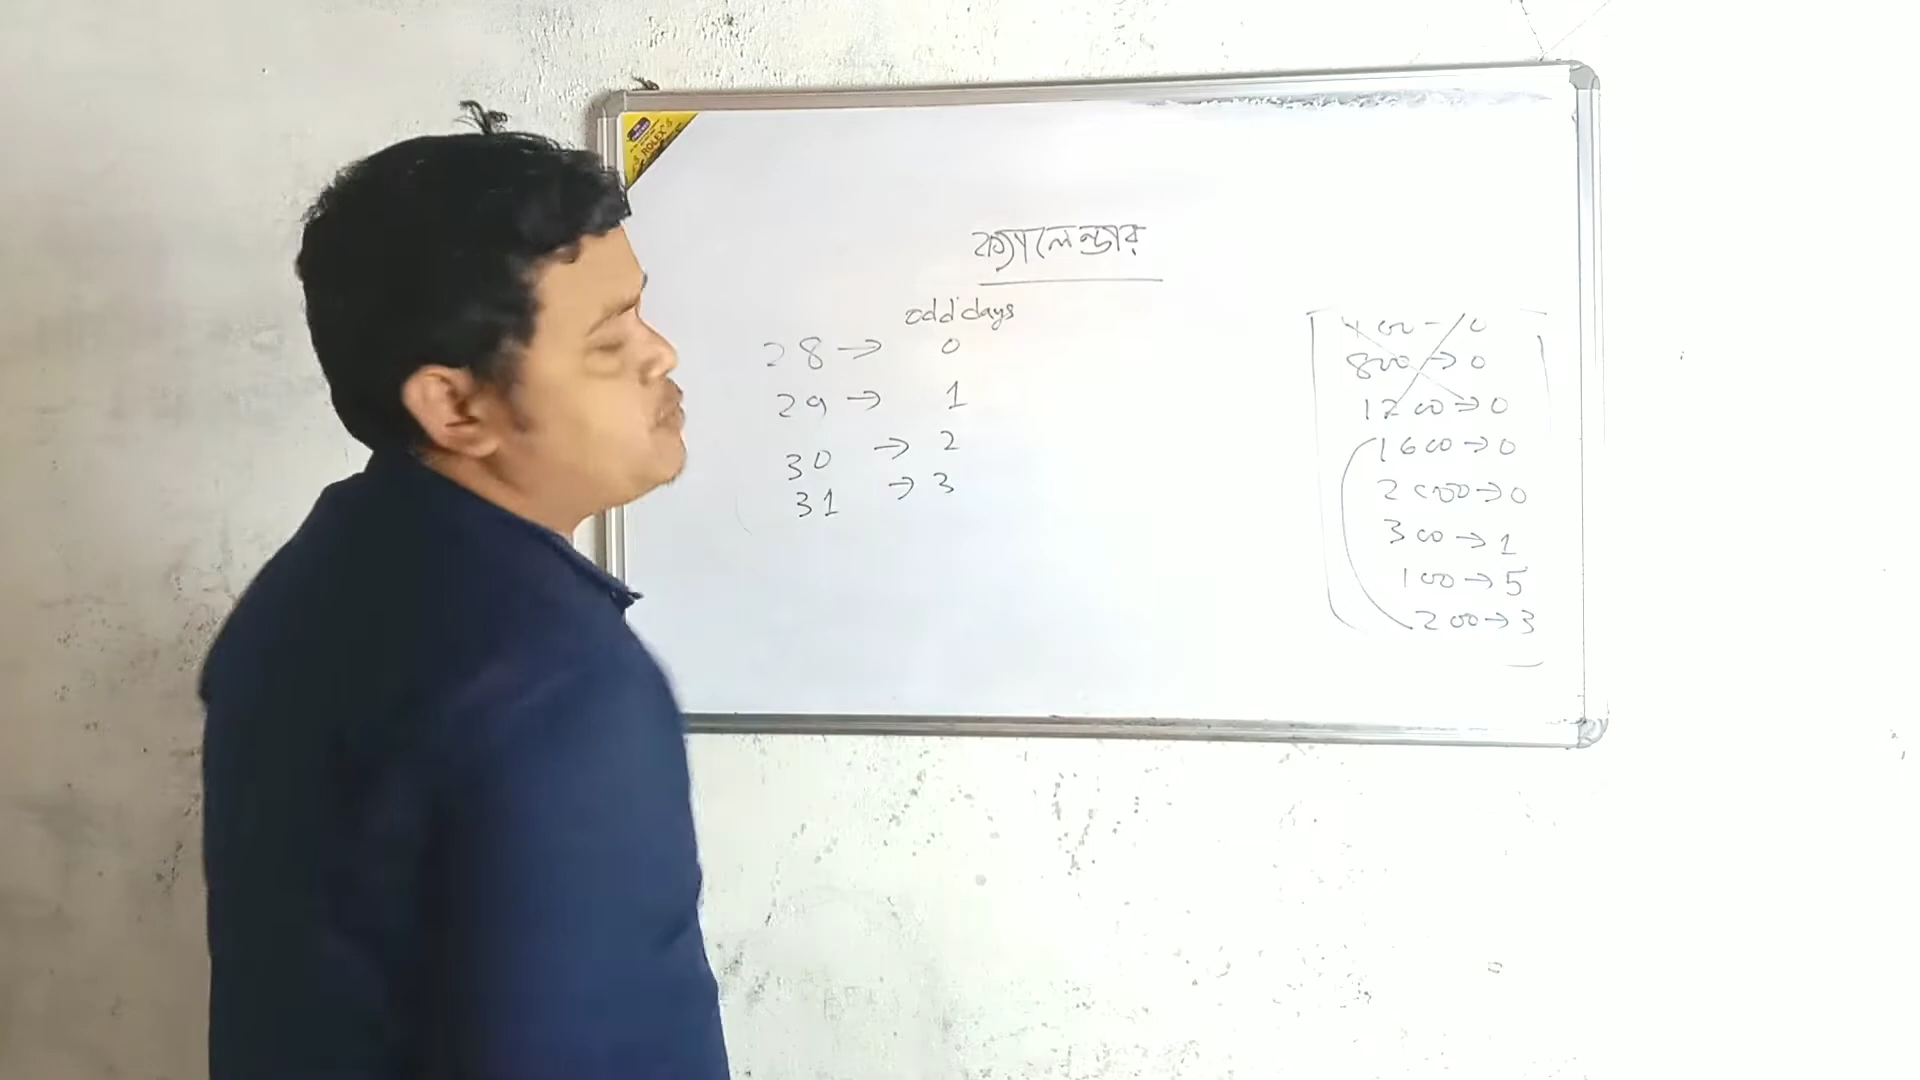 ROLEX
ক্যালেন্ডার
odd days
28 → 0
29 → 1
30 → 2
31 → 3
400 - 0
800 → 0
1200 → 0
1600 → 0
2000 → 0
300 → 1
100 → 5
200 → 3